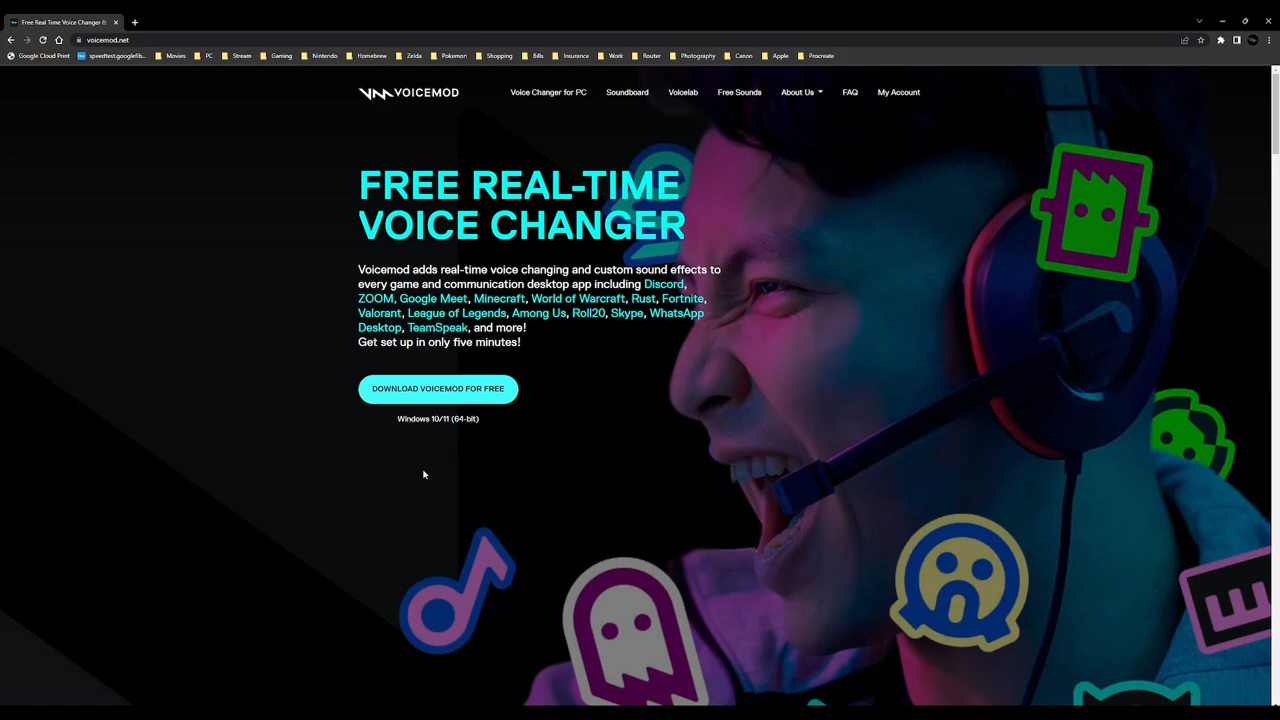 Free Real Time Voice Changer &
voicemod.net
Google Cloud Print speedtest.googlefib... Movies PC Stream Gaming Nintendo Homebrew Zelda Pokemon Shopping Bills Insurance Work Router Photography Canon Apple Procreate
VOICEMOD Voice Changer for PC Soundboard Voicelab Free Sounds About Us FAQ My Account
FREE REAL-TIME
VOICE CHANGER
Voicemod adds real-time voice changing and custom sound effects to
every game and communication desktop app including Discord,
ZOOM, Google Meet, Minecraft, World of Warcraft, Rust, Fortnite,
Valorant, League of Legends, Among Us, Roll20, Skype, WhatsApp
Desktop, TeamSpeak, and more!
Get set up in only five minutes!
DOWNLOAD VOICEMOD FOR FREE
Windows 10/11 (64-bit)